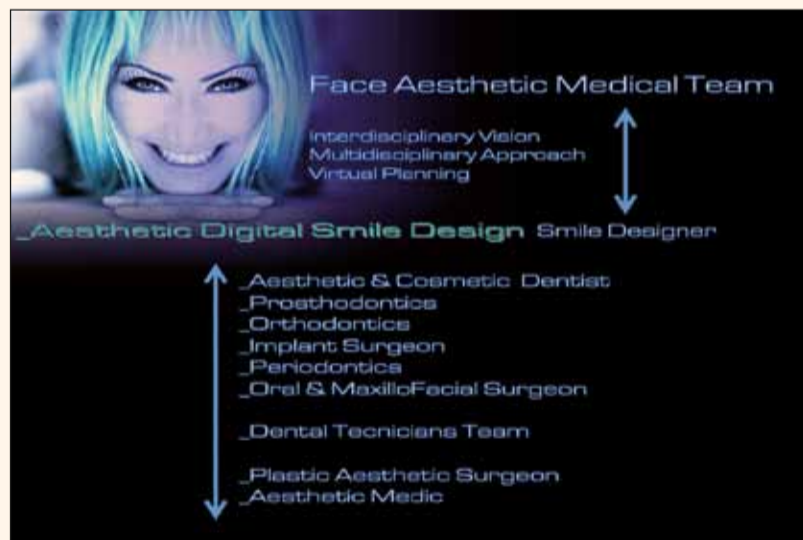 Face Aesthetic Medical Team
Interdisciplinary Vision
Multidisciplinary Approach
Virtual Planning
_Aesthetic Digital Smile Design Smile Designer
_Aesthetic & Cosmetic Dentist
_Prosthodontics
_Orthodontics
_Implant Surgeon
_Periodontics
_Oral & MaxilloFacial Surgeon
_Dental Tecnicians Team
_Plastic Aesthetic Surgeon
_Aesthetic Medic